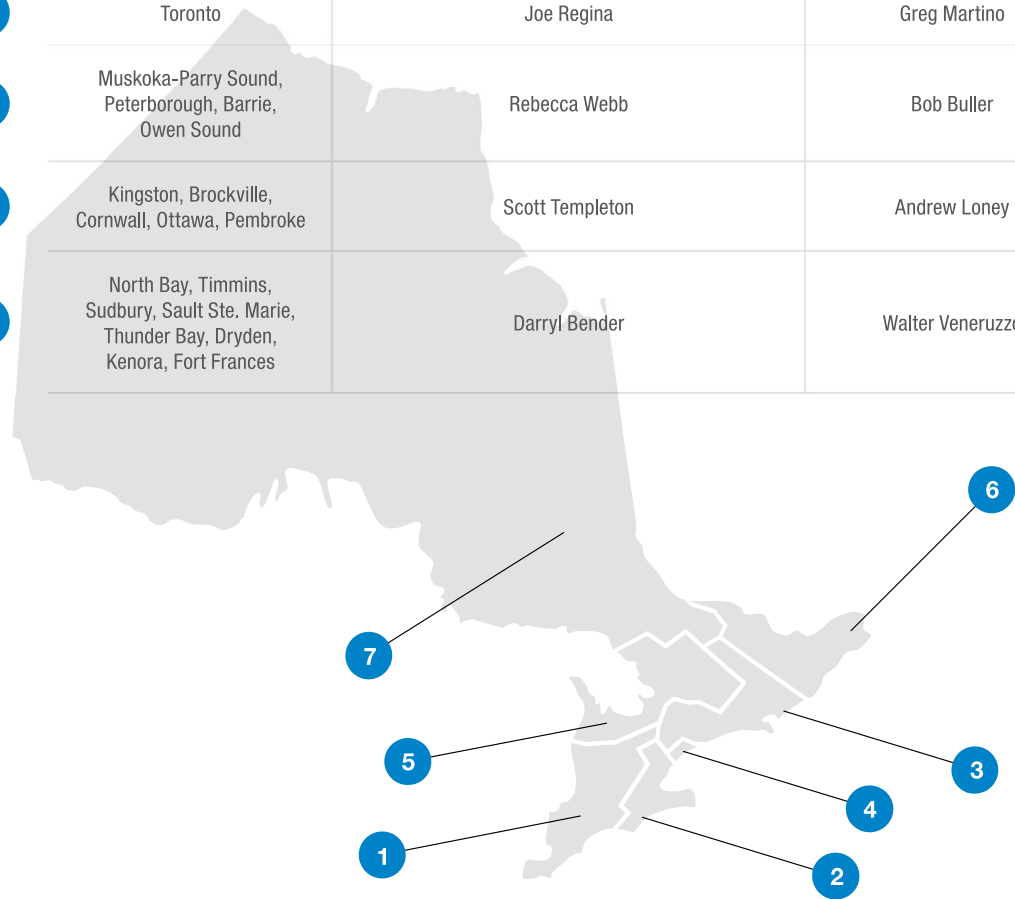 Toronto
Joe Regina
Greg Martino
Muskoka-Parry Sound,
Peterborough, Barrie,
Owen Sound
Rebecca Webb
Bob Buller
Kingston, Brockville,
Cornwall, Ottawa, Pembroke
Scott Templeton
Andrew Loney
North Bay, Timmins,
Sudbury, Sault Ste. Marie,
Thunder Bay, Dryden,
Kenora, Fort Frances
Darryl Bender
Walter Veneruzzo
6
7
5
3
4
1
2